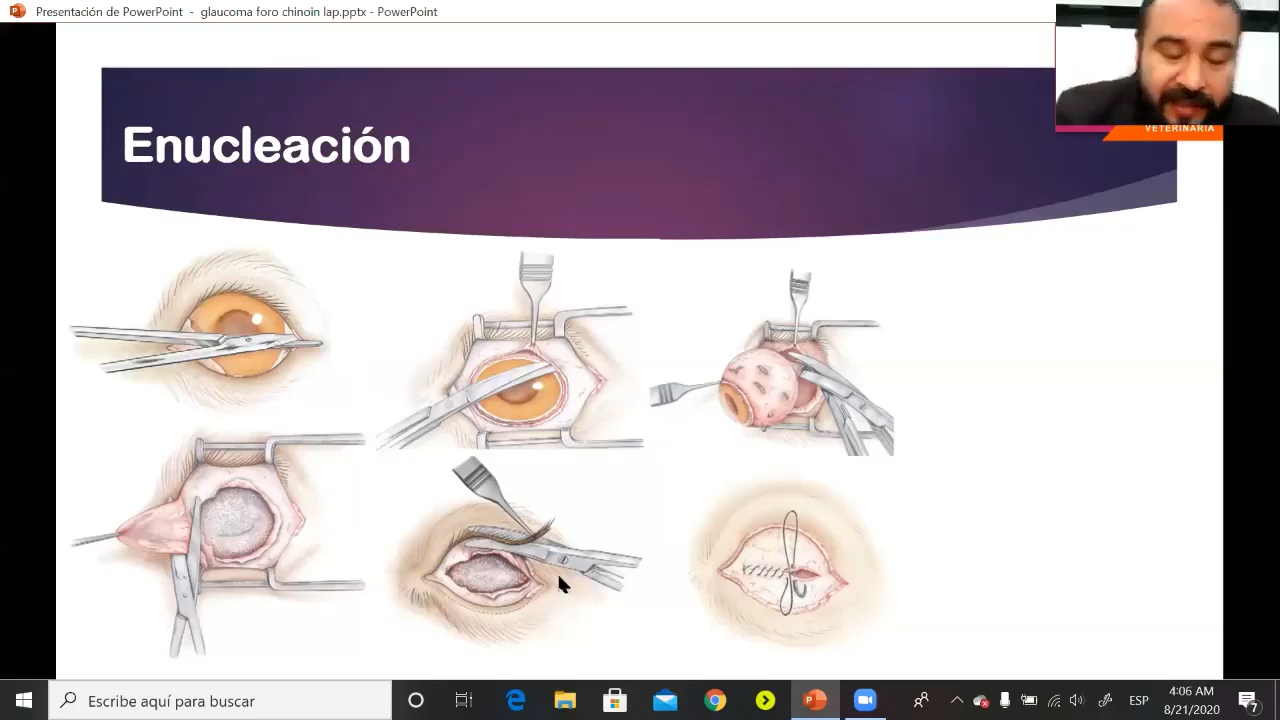 Presentación de PowerPoint - glaucoma foro chinoin lap.pptx - PowerPoint
VETERINARIA
Enucleación
Escribe aquí para buscar
ESP
4:06 AM
8/21/2020
7